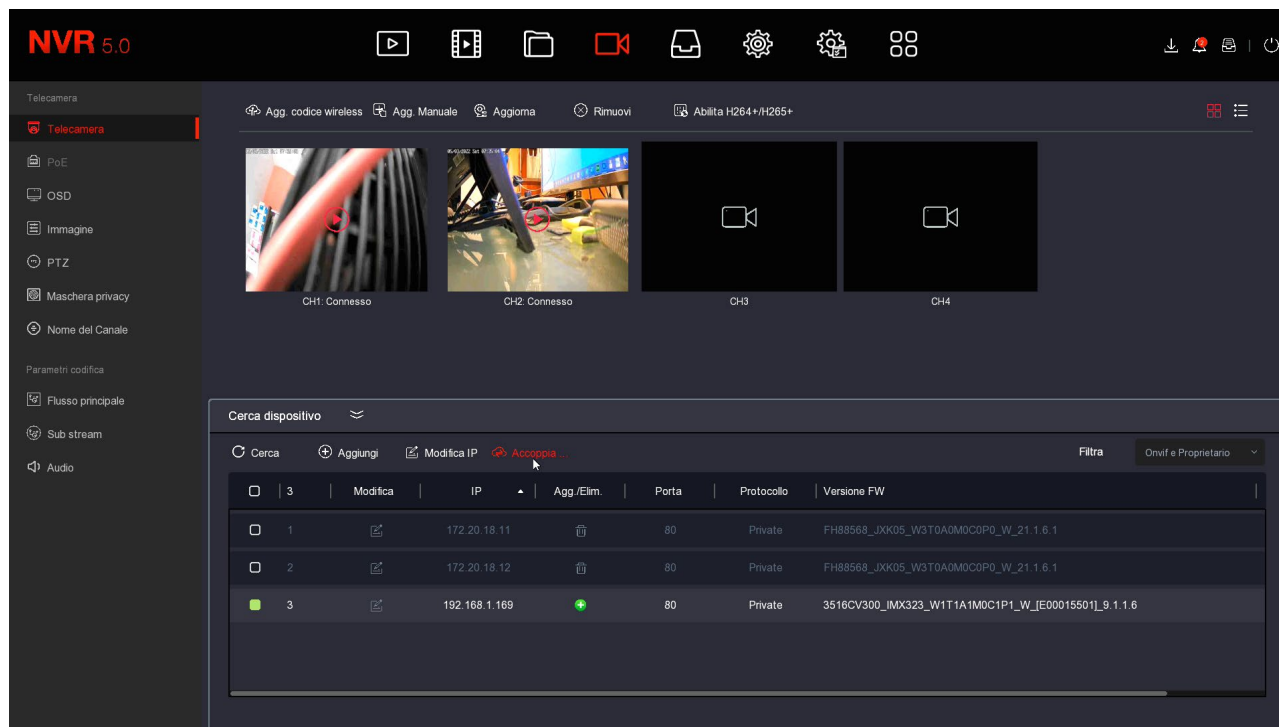 NVR 5.0
Telecamera
Telecamera
PoE
OSD
Immagine
PTZ
Maschera privacy
Nome del Canale
Parametri codifica
Flusso principale
Sub stream
Audio
Agg. codice wireless Agg. Manuale Aggiorna Rimuovi Abilita H264+/H265+
CH1: Connesso CH2: Connesso CH3 CH4
Cerca dispositivo
Cerca Aggiungi Modifica IP Accoppia ... Filtra Onvif e Proprietario
3 Modifica IP Agg./Elim. Porta Protocollo Versione FW
1 172.20.18.11 80 Private FH88568_JXK05_W3T0A0M0C0P0_W_21.1.6.1
2 172.20.18.12 80 Private FH88568_JXK05_W3T0A0M0C0P0_W_21.1.6.1
3 192.168.1.169 80 Private 3516CV300_IMX323_W1T1A1M0C1P1_W_[E00015501]_9.1.1.6